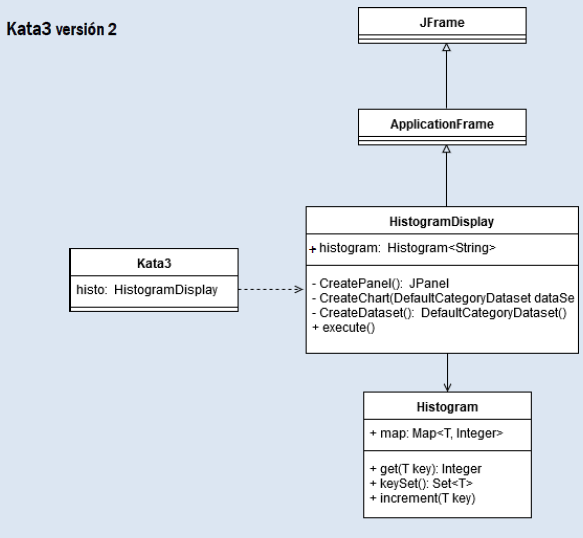 Kata3 versión 2
JFrame
ApplicationFrame
HistogramDisplay
+ histogram: Histogram<String>
- CreatePanel(): JPanel
- CreateChart(DefaultCategoryDataset dataSe
- CreateDataset(): DefaultCategoryDataset()
+ execute()
Kata3
histo: HistogramDisplay
Histogram
+ map: Map<T, Integer>
+ get(T key): Integer
+ keySet(): Set<T>
+ increment(T key)